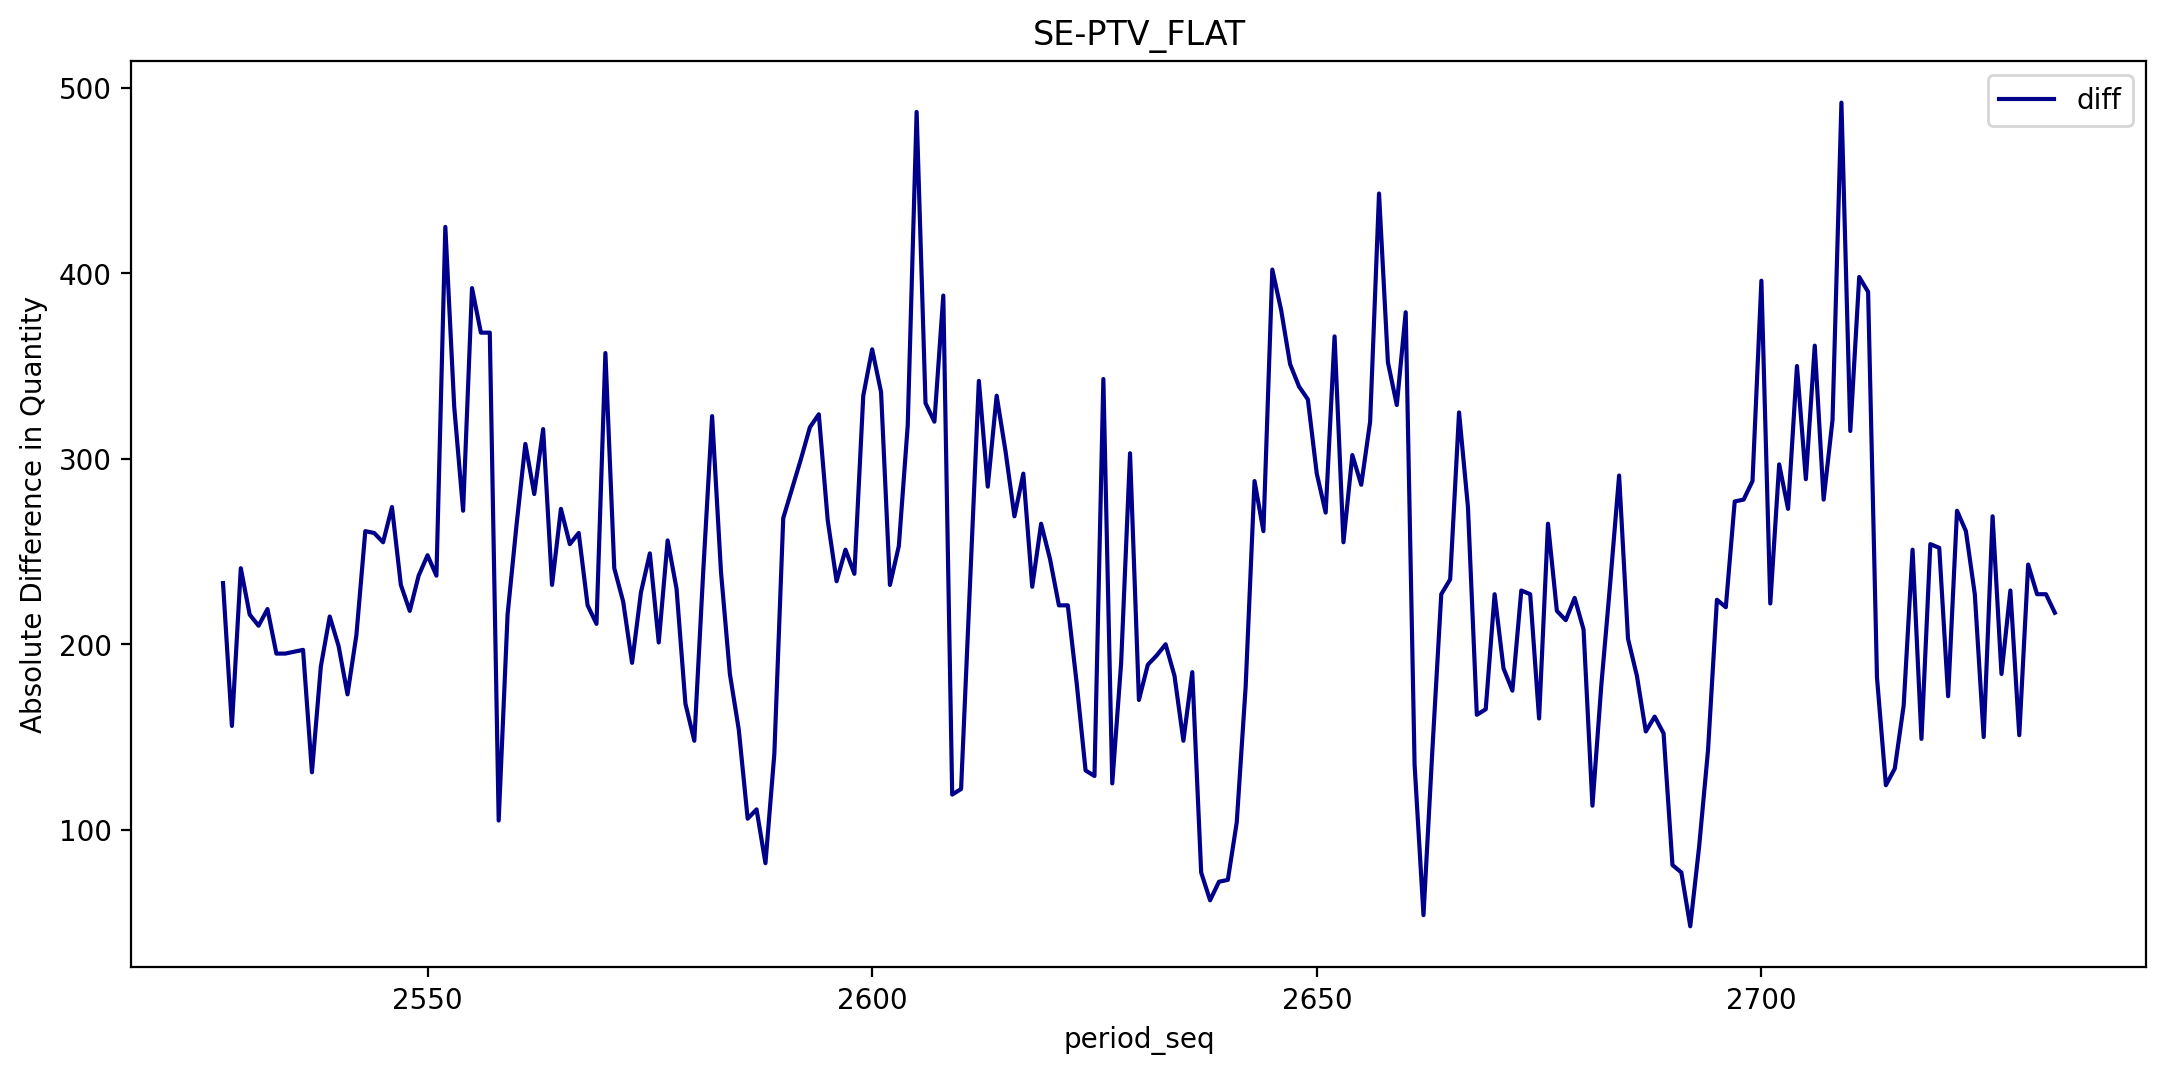 SE-PTV_FLAT
diff
Absolute Difference in Quantity
500
400
300
200
100
2550 2600 2650 2700
period_seq